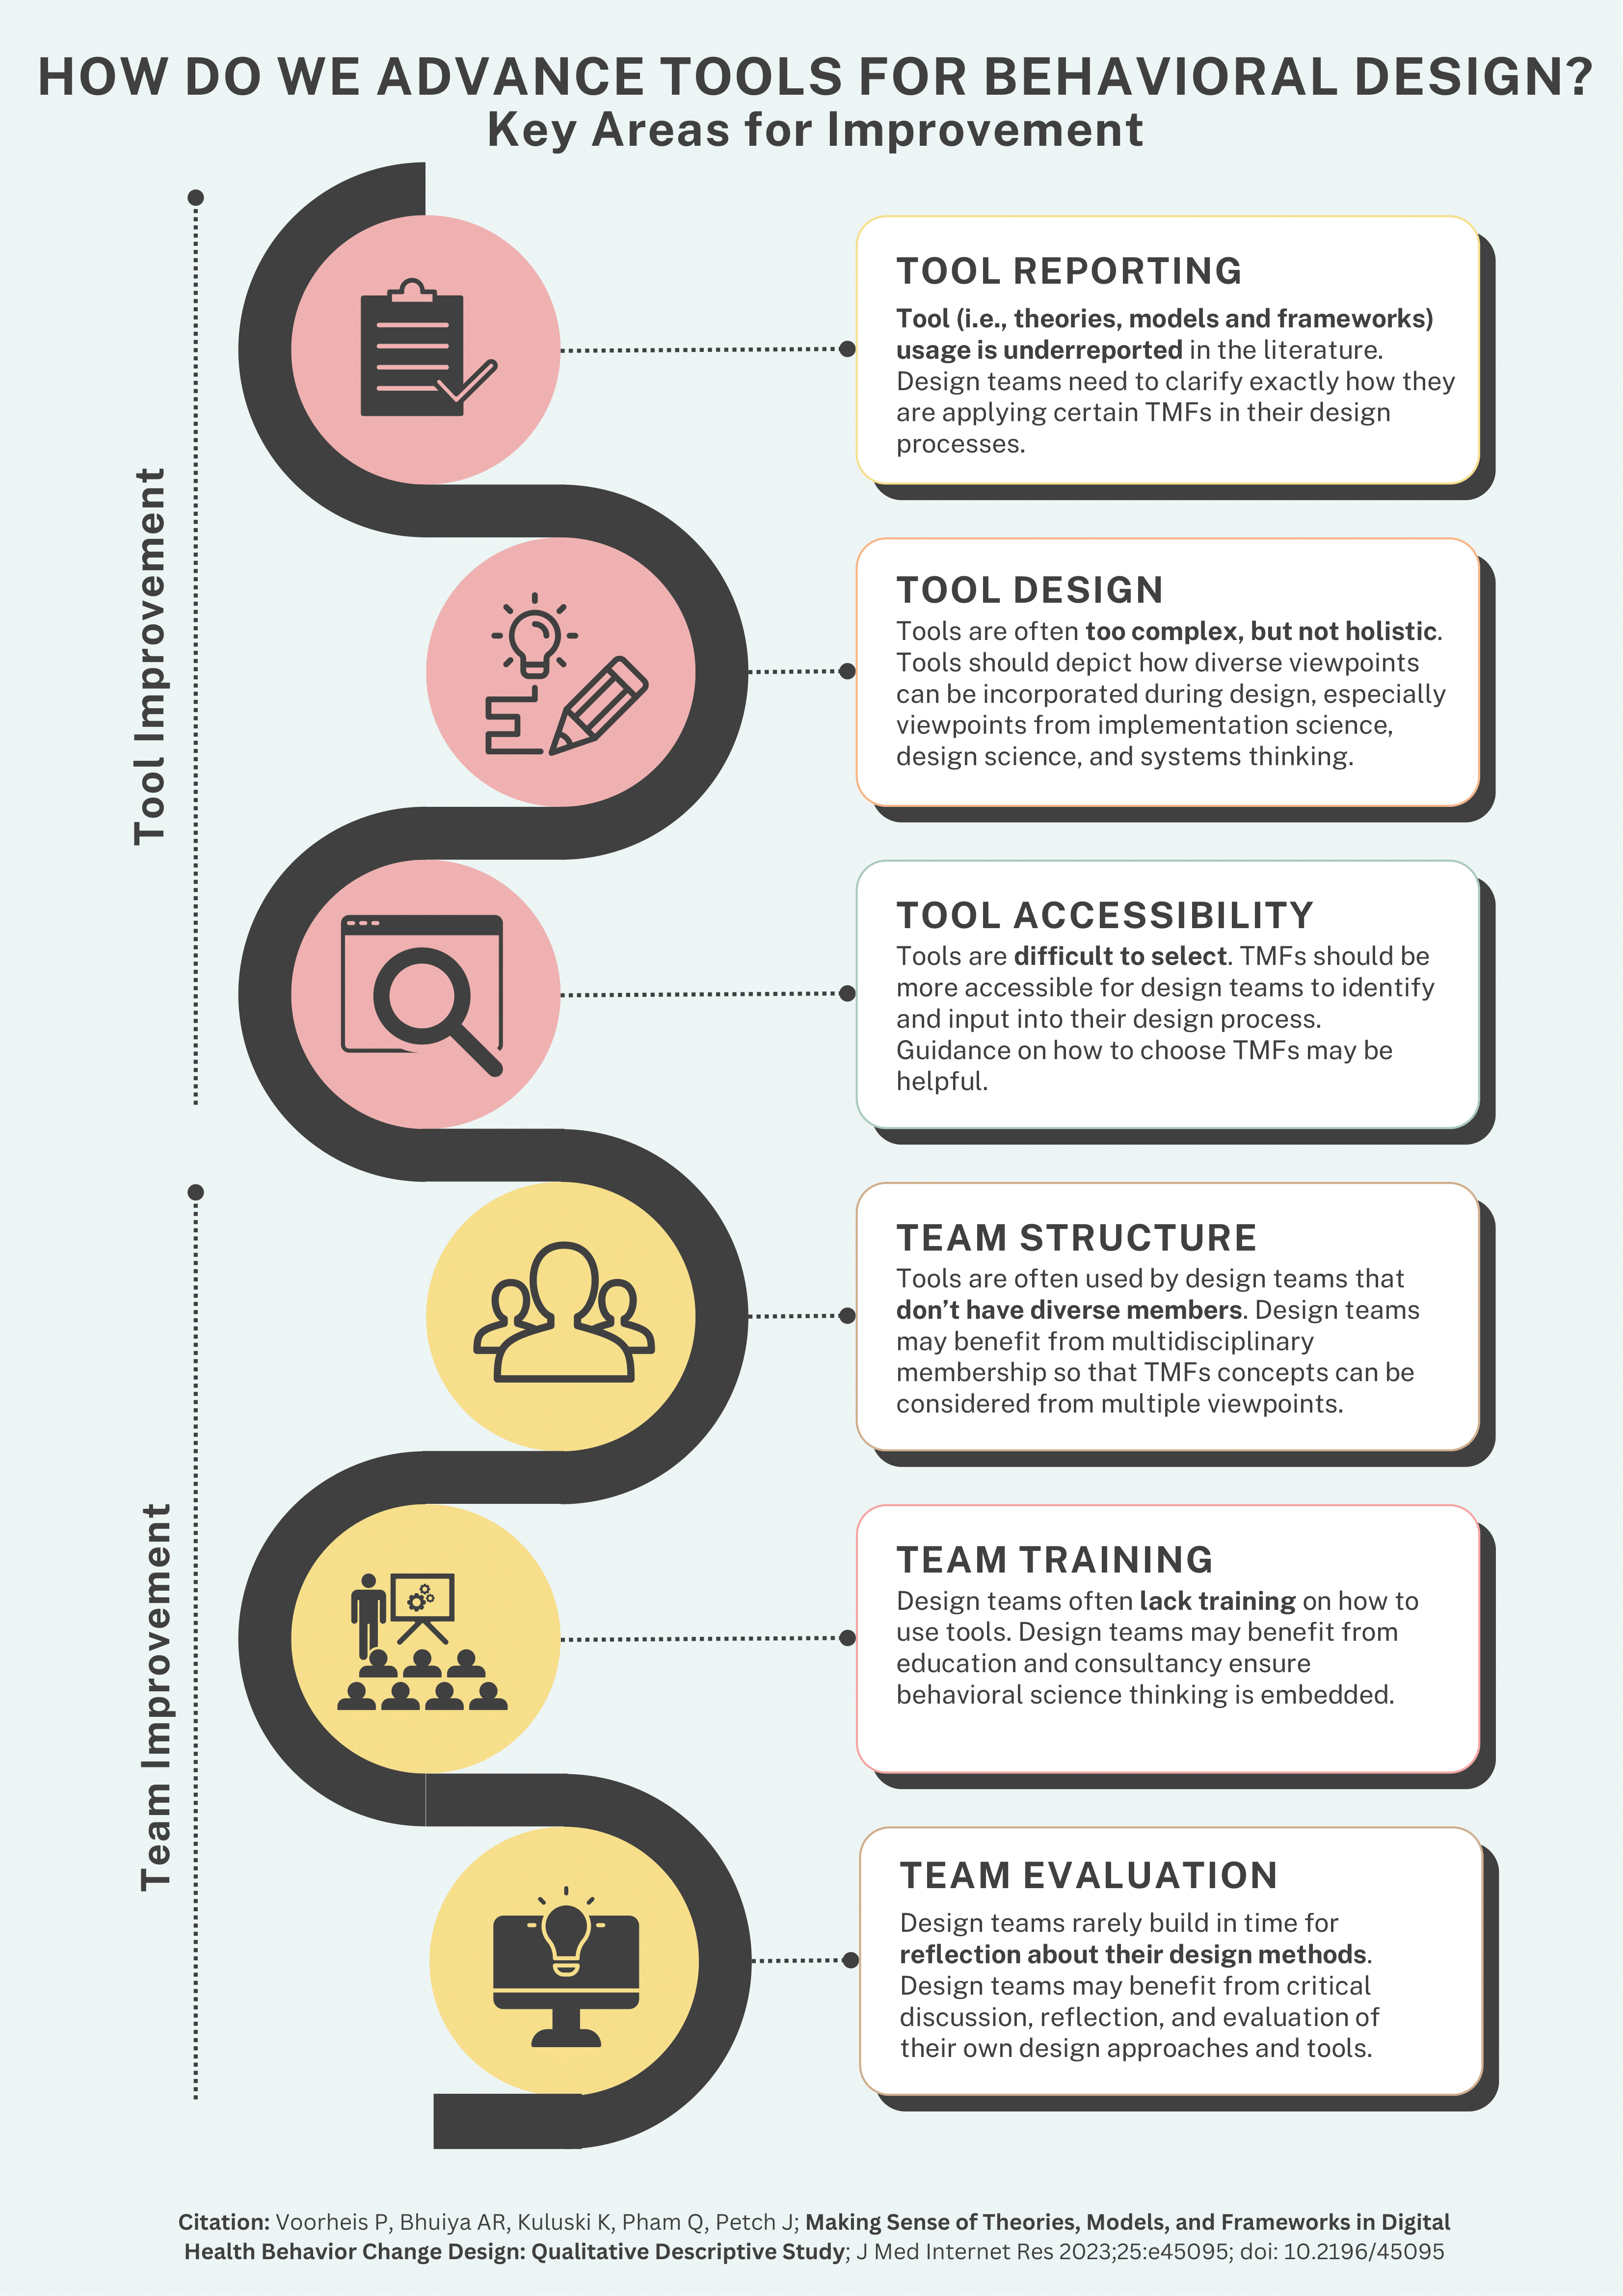 HOW DO WE ADVANCE TOOLS FOR BEHAVIORAL DESIGN?
Key Areas for Improvement
Tool Improvement
TOOL REPORTING
Tool (i.e., theories, models and frameworks)
usage is underreported in the literature.
Design teams need to clarify exactly how they
are applying certain TMFs in their design
processes.
TOOL DESIGN
Tools are often too complex, but not holistic.
Tools should depict how diverse viewpoints
can be incorporated during design, especially
viewpoints from implementation science,
design science, and systems thinking.
TOOL ACCESSIBILITY
Tools are difficult to select. TMFs should be
more accessible for design teams to identify
and input into their design process.
Guidance on how to choose TMFs may be
helpful.
Team Improvement
TEAM STRUCTURE
Tools are often used by design teams that
don’t have diverse members. Design teams
may benefit from multidisciplinary
membership so that TMFs concepts can be
considered from multiple viewpoints.
TEAM TRAINING
Design teams often lack training on how to
use tools. Design teams may benefit from
education and consultancy ensure
behavioral science thinking is embedded.
TEAM EVALUATION
Design teams rarely build in time for
reflection about their design methods.
Design teams may benefit from critical
discussion, reflection, and evaluation of
their own design approaches and tools.
Citation: Voorheis P, Bhuiya AR, Kuluski K, Pham Q, Petch J; Making Sense of Theories, Models, and Frameworks in Digital
Health Behavior Change Design: Qualitative Descriptive Study; J Med Internet Res 2023;25:e45095; doi: 10.2196/45095